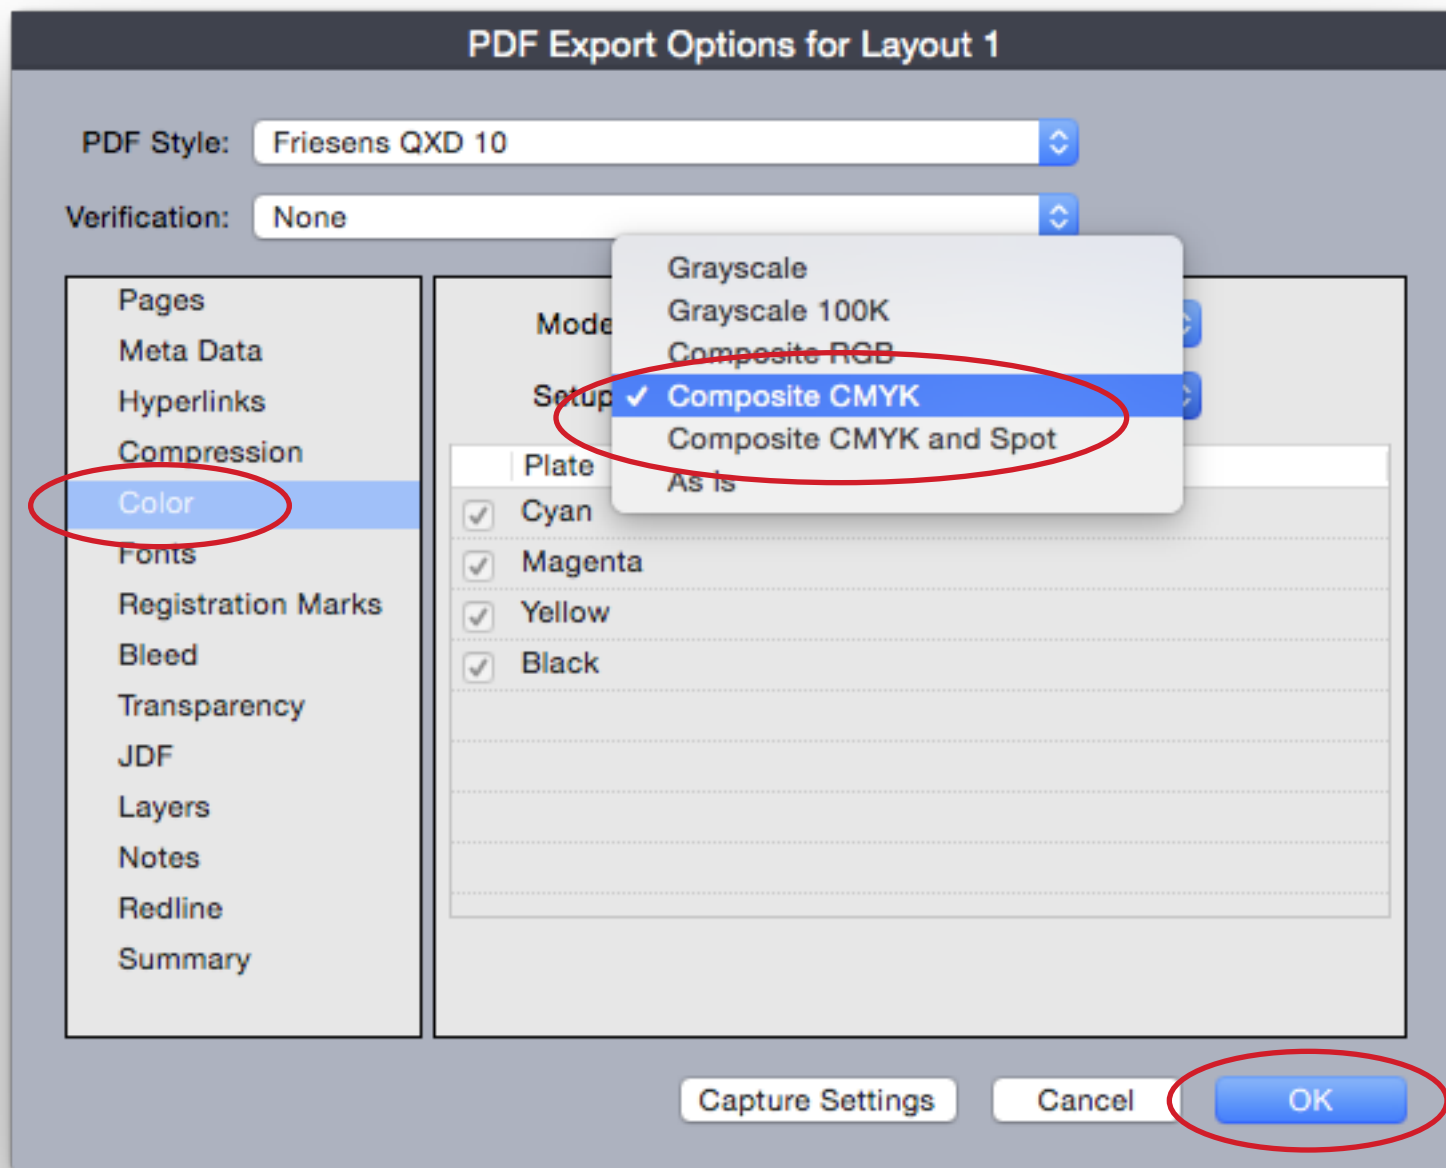 PDF Export Options for Layout 1
PDF Style: Friesens QXD 10
Verification: None
Pages
Meta Data
Hyperlinks
Compression
Color
Fonts
Registration Marks
Bleed
Transparency
JDF
Layers
Notes
Redline
Summary
Mode
Setup
Grayscale
Grayscale 100K
Composite RGB
✓ Composite CMYK
Composite CMYK and Spot
As Is
Plate
Cyan
Magenta
Yellow
Black
Capture Settings
Cancel
OK